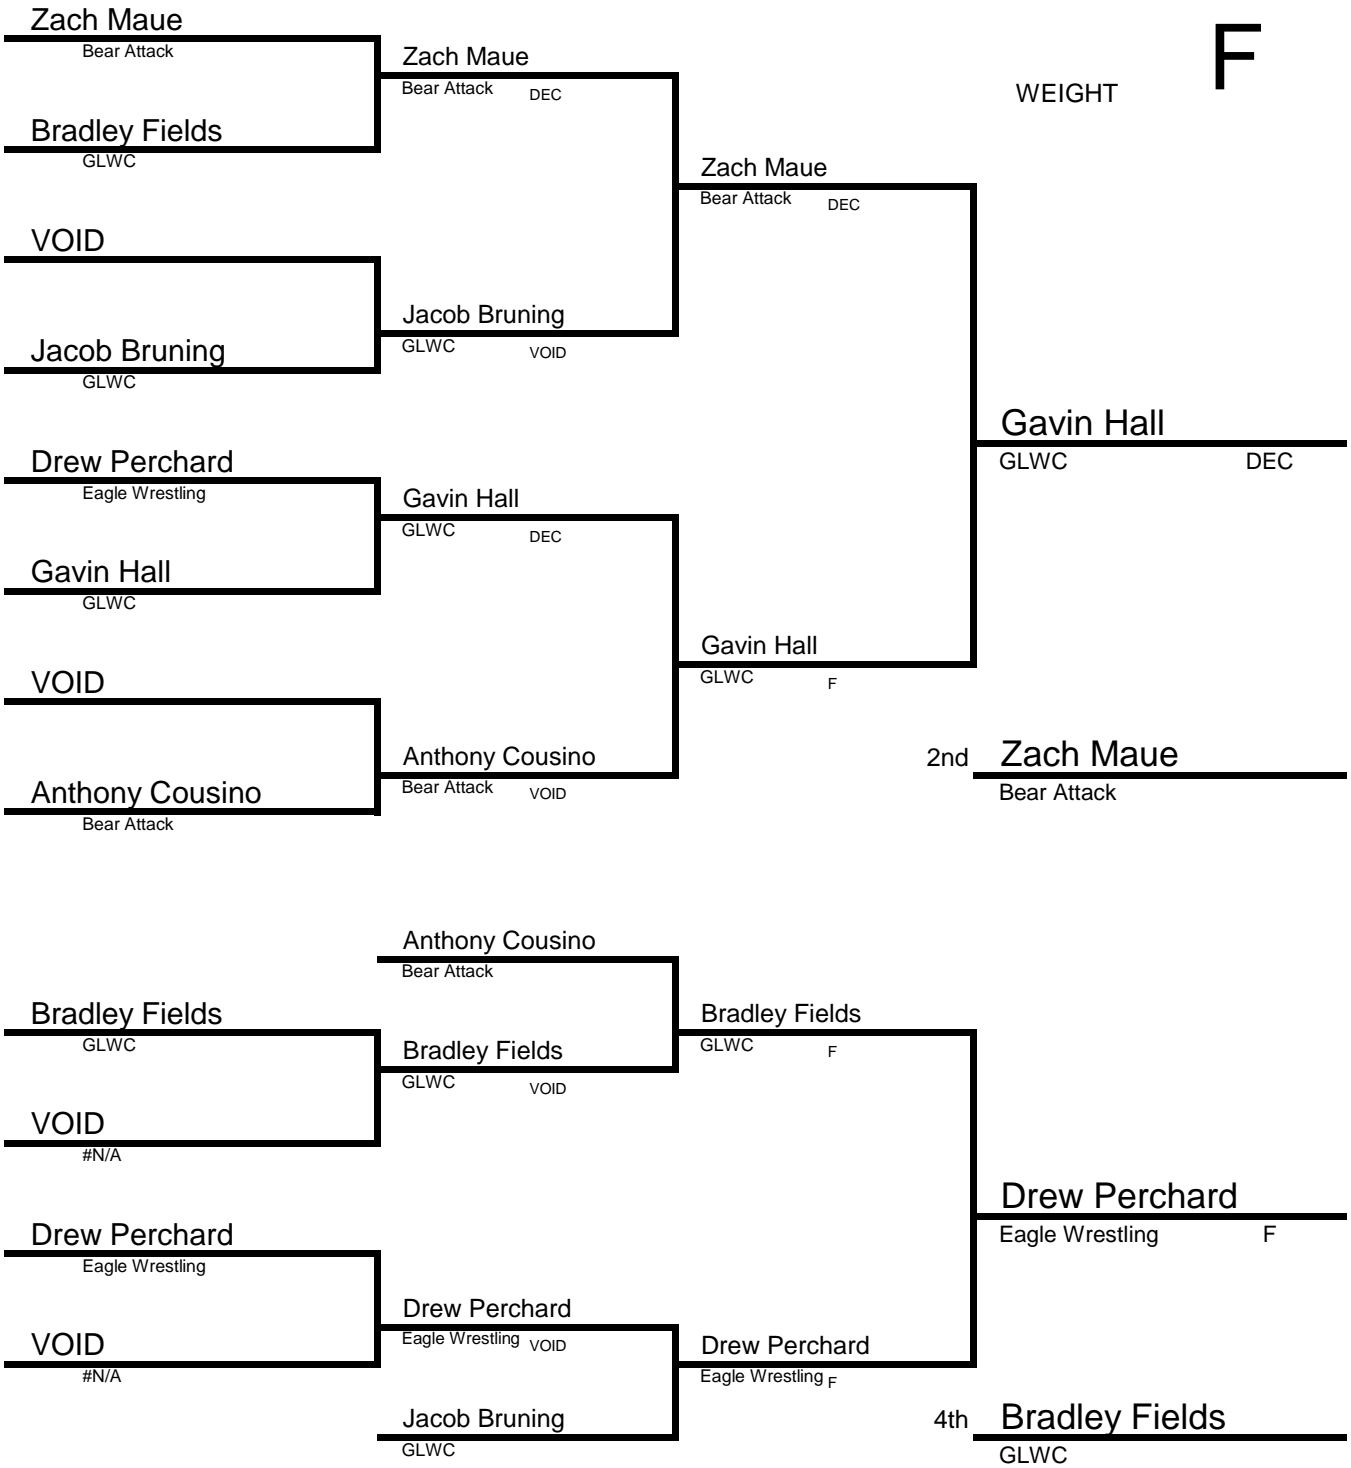 Zach Maue
Bear Attack
Zach Maue
Bear Attack DEC
F
WEIGHT
Bradley Fields
GLWC
Zach Maue
Bear Attack DEC
VOID
Jacob Bruning
GLWC VOID
Jacob Bruning
GLWC
Gavin Hall
GLWC DEC
Drew Perchard
Eagle Wrestling
Gavin Hall
GLWC DEC
Gavin Hall
GLWC
Gavin Hall
GLWC F
VOID
Anthony Cousino
Bear Attack VOID
2nd Zach Maue
Bear Attack
Anthony Cousino
Bear Attack
Anthony Cousino
Bear Attack
Bradley Fields
GLWC
Bradley Fields
GLWC F
Bradley Fields
GLWC VOID
VOID
#N/A
Drew Perchard
Eagle Wrestling F
Drew Perchard
Eagle Wrestling
Drew Perchard
Eagle Wrestling VOID
VOID
#N/A
Drew Perchard
Eagle Wrestling F
Jacob Bruning
GLWC
4th Bradley Fields
GLWC